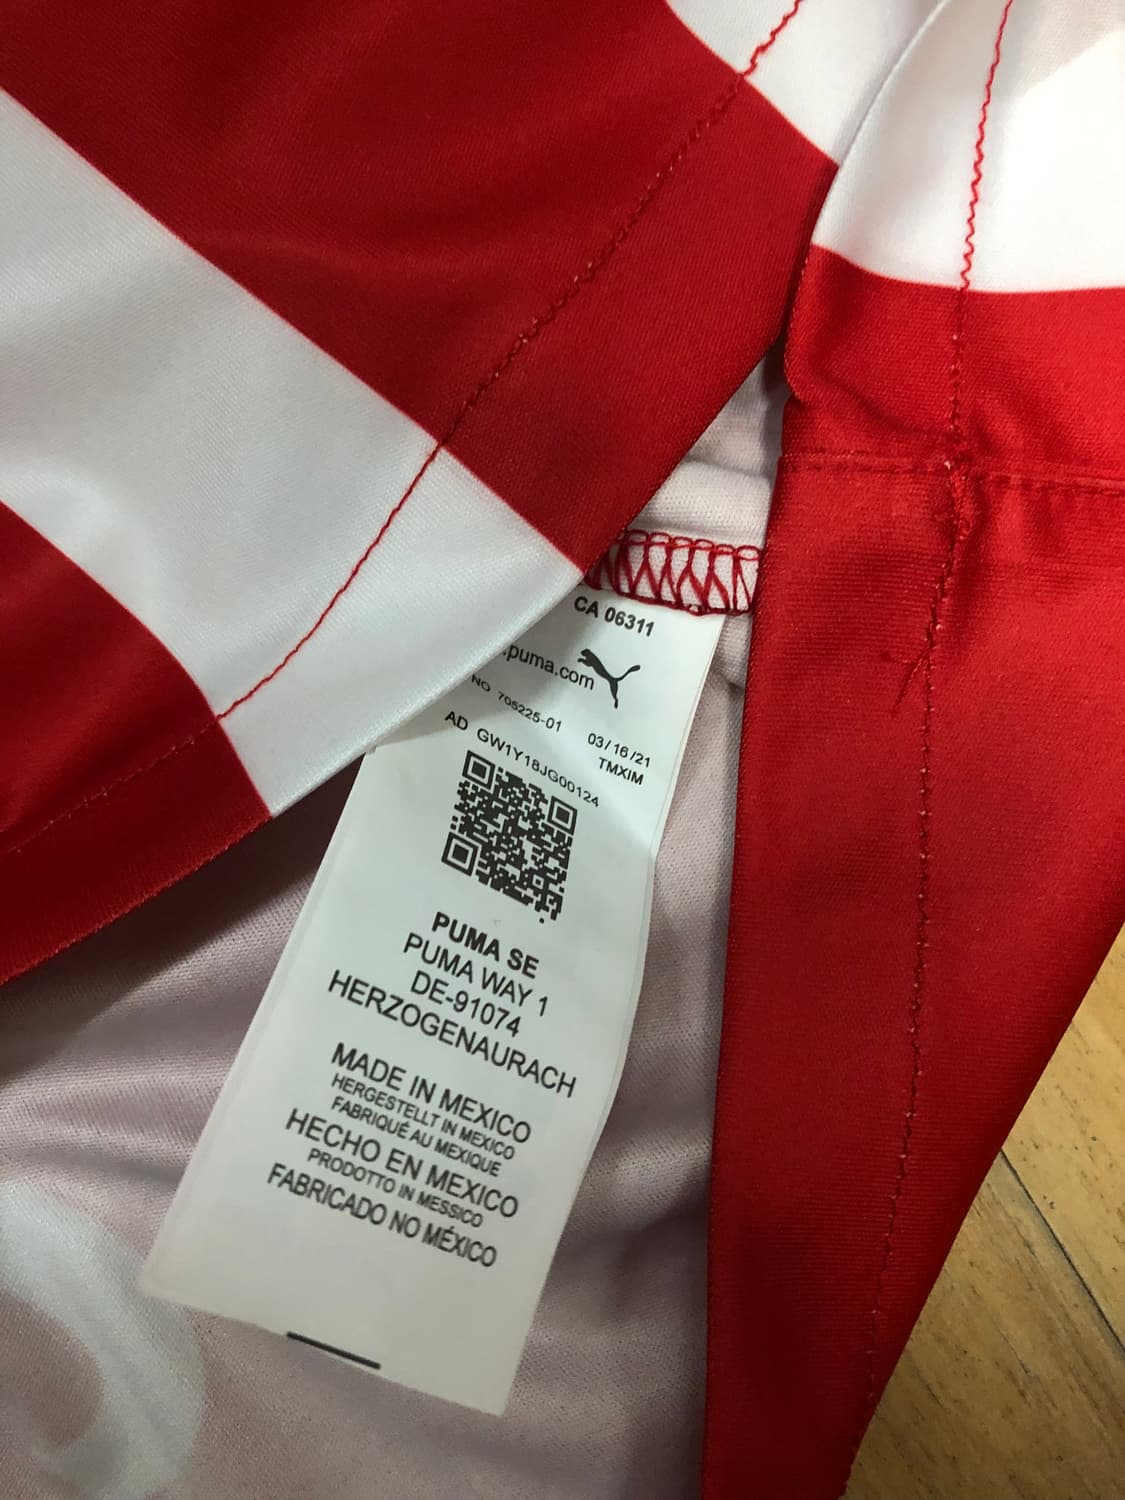 CA 06311
.puma.com
NO 705225-01 03/16/21
AD GW1Y18JG00124 TMXIM
PUMA SE
PUMA WAY 1
DE-91074
HERZOGENAURACH
MADE IN MEXICO
HERGESTELLT IN MEXICO
FABRIQUÉ AU MEXIQUE
HECHO EN MEXICO
PRODOTTO IN MESSICO
FABRICADO NO MÉXICO